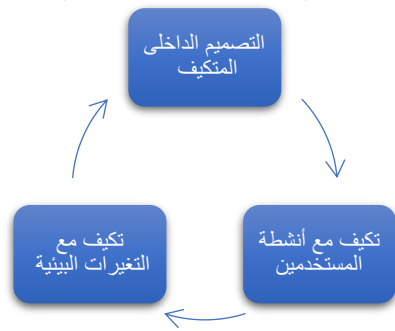 التصميم الداخلى
المتكيف
تكيف مع أنشطة
المستخدمين
تكيف مع
التغيرات البيئية